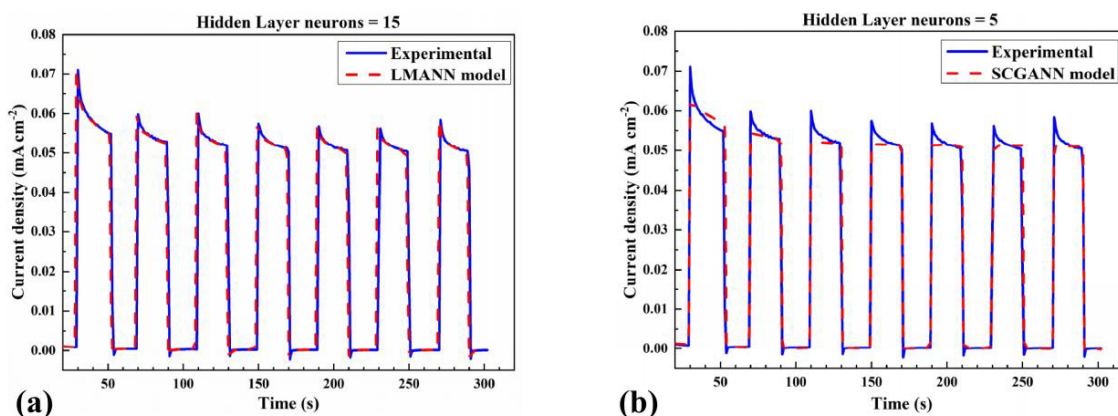 Hidden Layer neurons = 15
0.08
0.07
0.06
0.05
0.04
0.03
0.02
0.01
0.00
Current density (mA cm⁻²)
Experimental
LMANN model
50 100 150 200 250 300
Time (s)
(a)
Hidden Layer neurons = 5
0.08
0.07
0.06
0.05
0.04
0.03
0.02
0.01
0.00
Current density (mA cm⁻²)
Experimental
SCGANN model
50 100 150 200 250 300
Time (s)
(b)